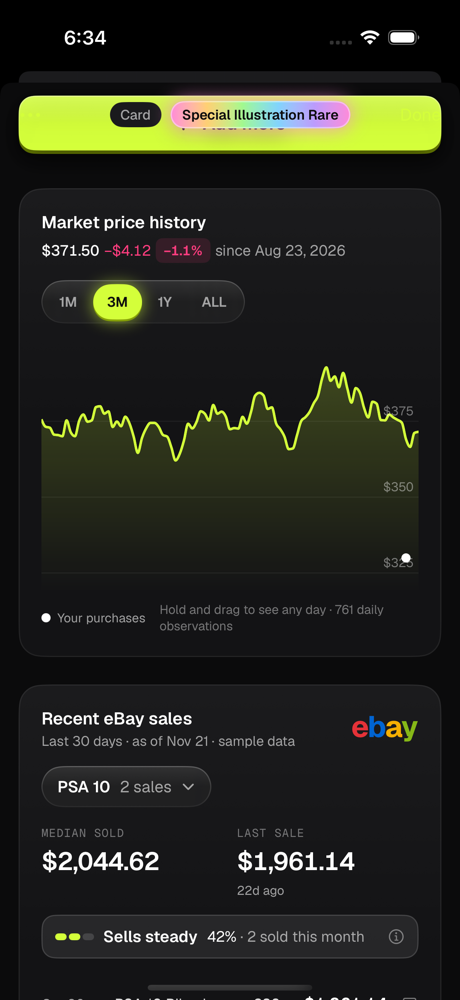 6:34
Card
Special Illustration Rare
Market price history
$371.50 −$4.12 −1.1% since Aug 23, 2026
1M 3M 1Y ALL
$375
$350
$325
Your purchases
Hold and drag to see any day · 761 daily
observations
Recent eBay sales
Last 30 days · as of Nov 21 · sample data
ebay
PSA 10 2 sales
MEDIAN SOLD
LAST SALE
$2,044.62
$1,961.14
22d ago
Sells steady 42% · 2 sold this month